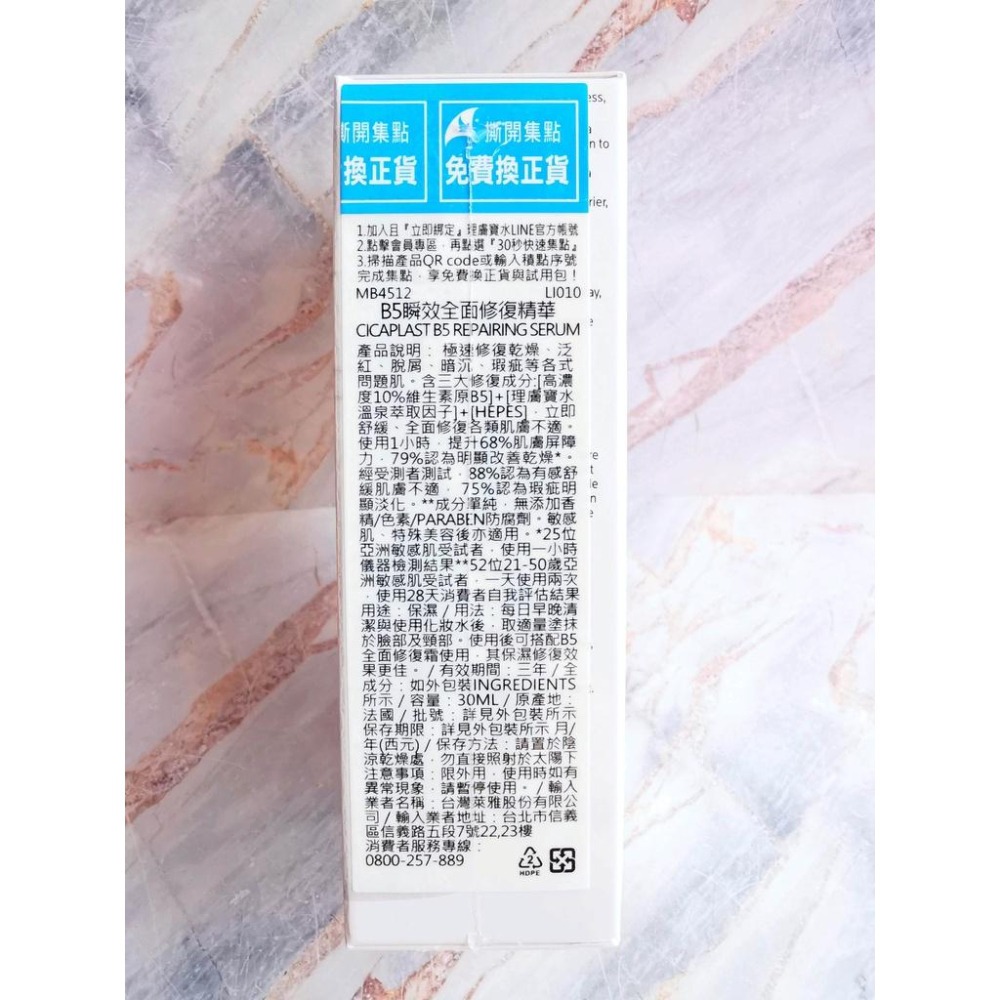 撕開集點 撕開集點
換正貨 免費換正貨
1.加入且『立即綁定』理膚寶水LINE官方帳號
2.點擊會員專區，再點選『30秒快速集點』
3.掃描產品QR code或輸入積點序號
完成集點，享免費換正貨與試用包！
MB4512 LI010
B5瞬效全面修復精華
CICAPLAST B5 REPAIRING SERUM
產品說明：極速修復乾燥、泛
紅、脫屑、暗沉、瑕疵等各式
問題肌。含三大修復成分:[高濃
度10%維生素原B5]+[理膚寶水
溫泉萃取因子]+[HEPES]，立即
舒緩、全面修復各類肌膚不適。
使用1小時，提升68%肌膚屏障
力，79%認為明顯改善乾燥*。
經受測者測試，88%認為有感舒
緩肌膚不適，75%認為瑕疵明
顯淡化。**成分單純，無添加香
精/色素/PARABEN防腐劑。敏感
肌、特殊美容後亦適用。*25位
亞洲敏感肌受試者，使用一小時
儀器檢測結果**52位21-50歲亞
洲敏感肌受試者，一天使用兩次
，使用28天消費者自我評估結果
用途：保濕 / 用法：每日早晚清
潔與使用化妝水後，取適量塗抹
於臉部及頸部。使用後可搭配B5
全面修復霜使用，其保濕修復效
果更佳。/ 有效期間：三年 / 全
成分：如外包裝INGREDIENTS
所示 / 容量：30ML / 原產地：
法國 / 批號：詳見外包裝所示
保存期限：詳見外包裝所示 月/
年(西元) / 保存方法：請置於陰
涼乾燥處，勿直接照射於太陽下
注意事項：限外用，使用時如有
異常現象，請暫停使用。/ 輸入
業者名稱：台灣萊雅股份有限公
司 / 輸入業者地址：台北市信義
區信義路五段7號22,23樓
消費者服務專線：
0800-257-889
2
HDPE